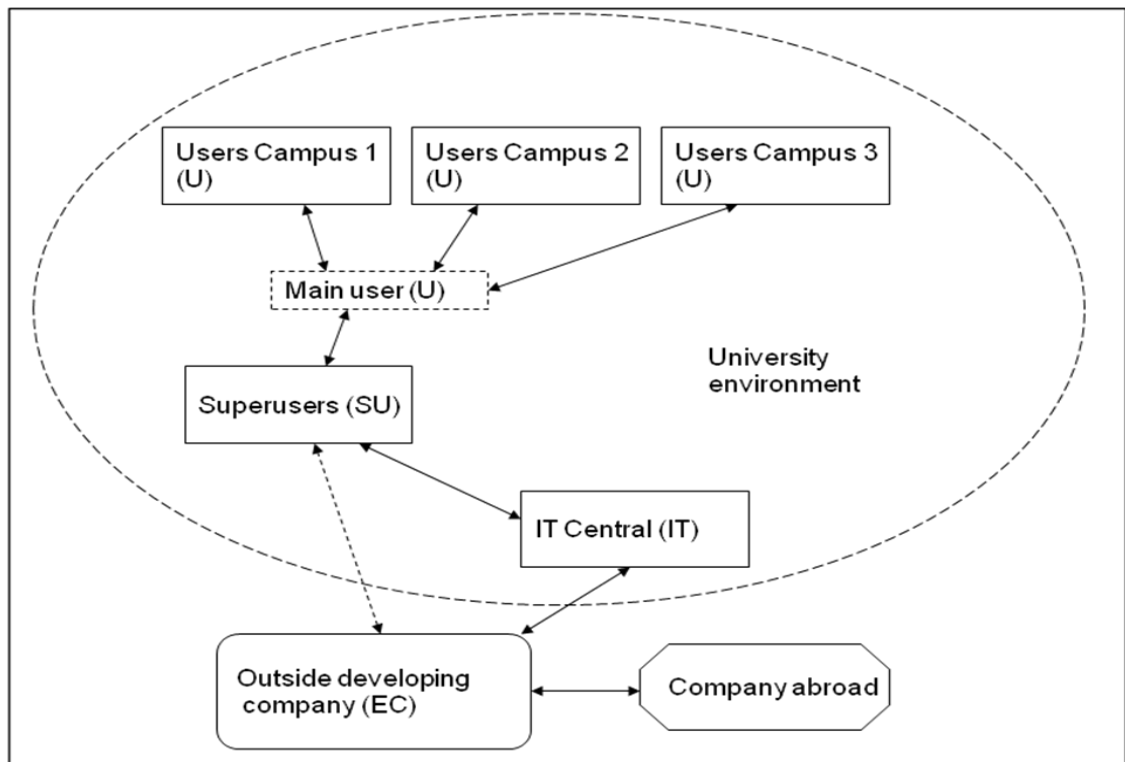 Users Campus 1
(U)
Users Campus 2
(U)
Users Campus 3
(U)
Main user (U)
University
environment
Superusers (SU)
IT Central (IT)
Outside developing
company (EC)
Company abroad